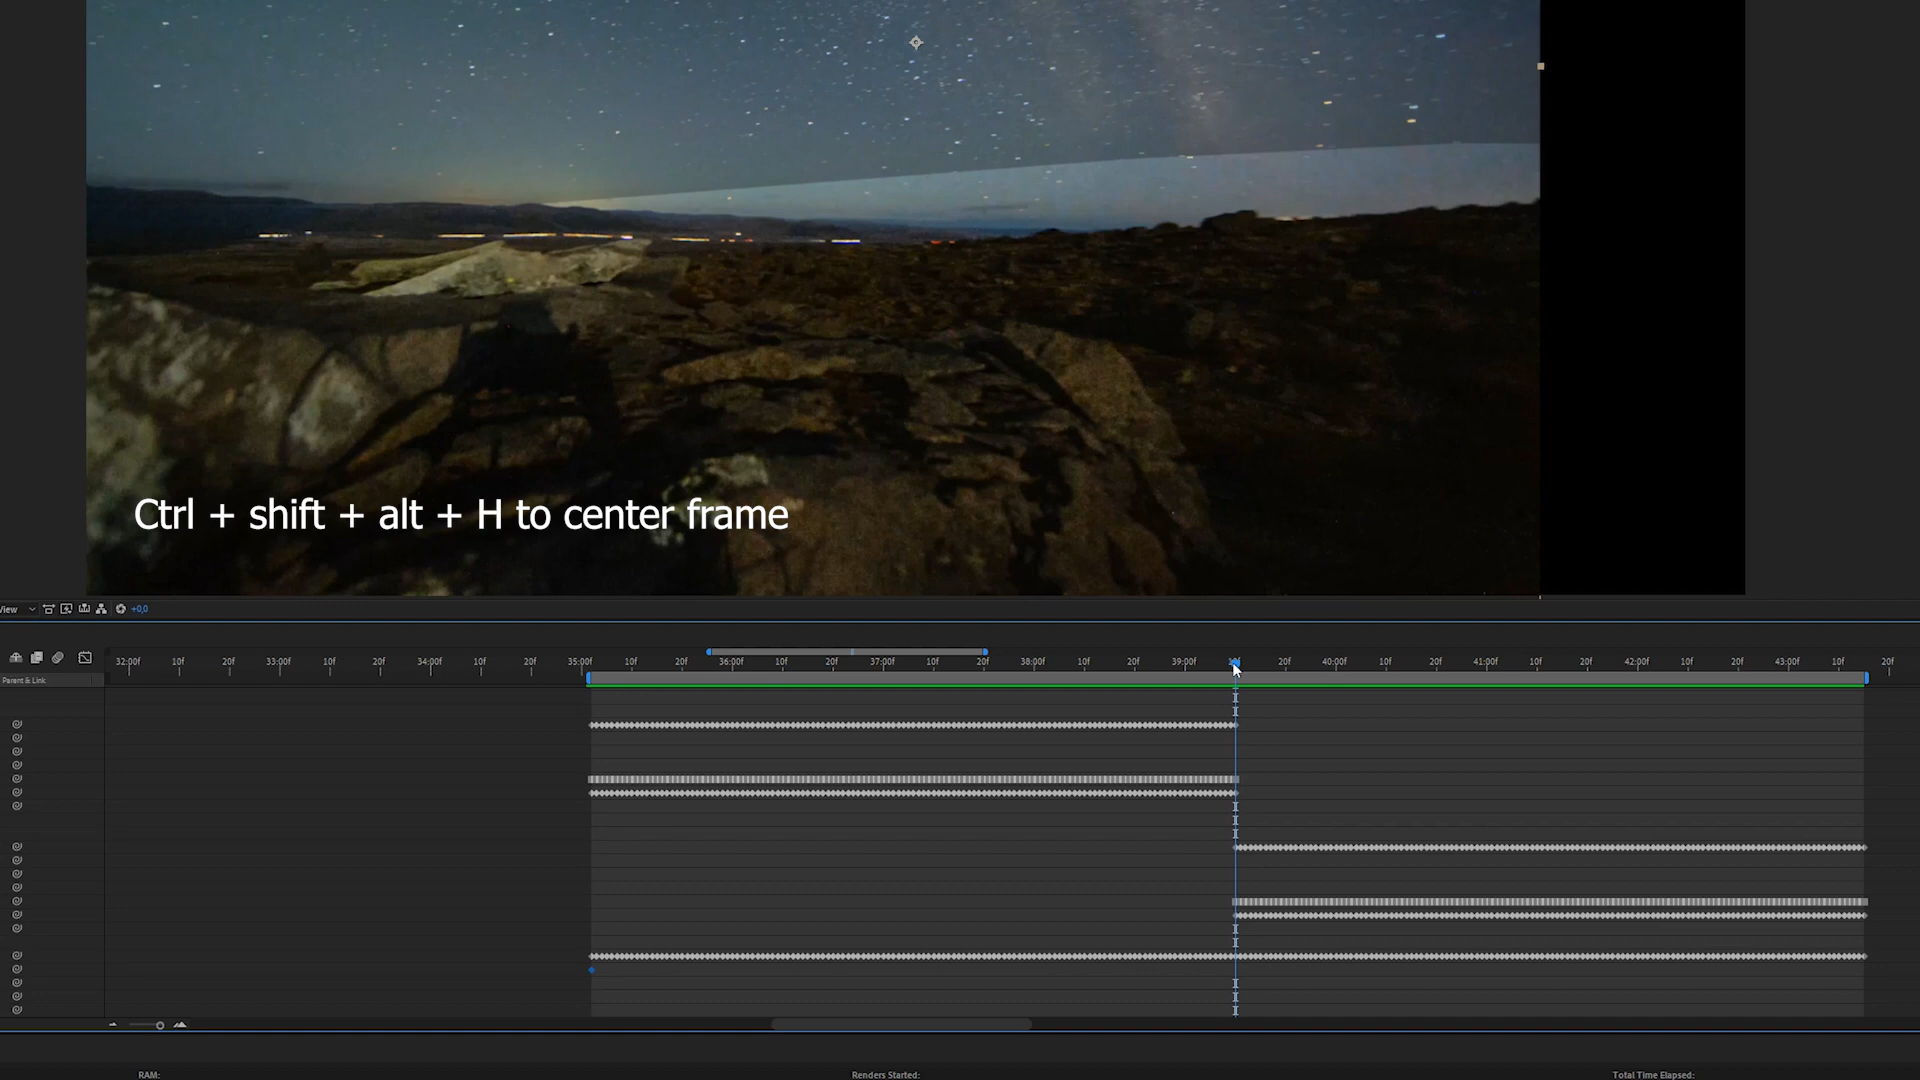 Ctrl + shift + alt + H to center frame
View +0,0
32:00f 10f 20f 33:00f 10f 20f 34:00f 10f 20f 35:00f 10f 20f 36:00f 10f 20f 37:00f 10f 20f 38:00f 10f 20f 39:00f 20f 40:00f 10f 20f 41:00f 10f 20f 42:00f 10f 20f 43:00f 10f 20f
Parent & Link
RAM: Renders Started: Total Time Elapsed: